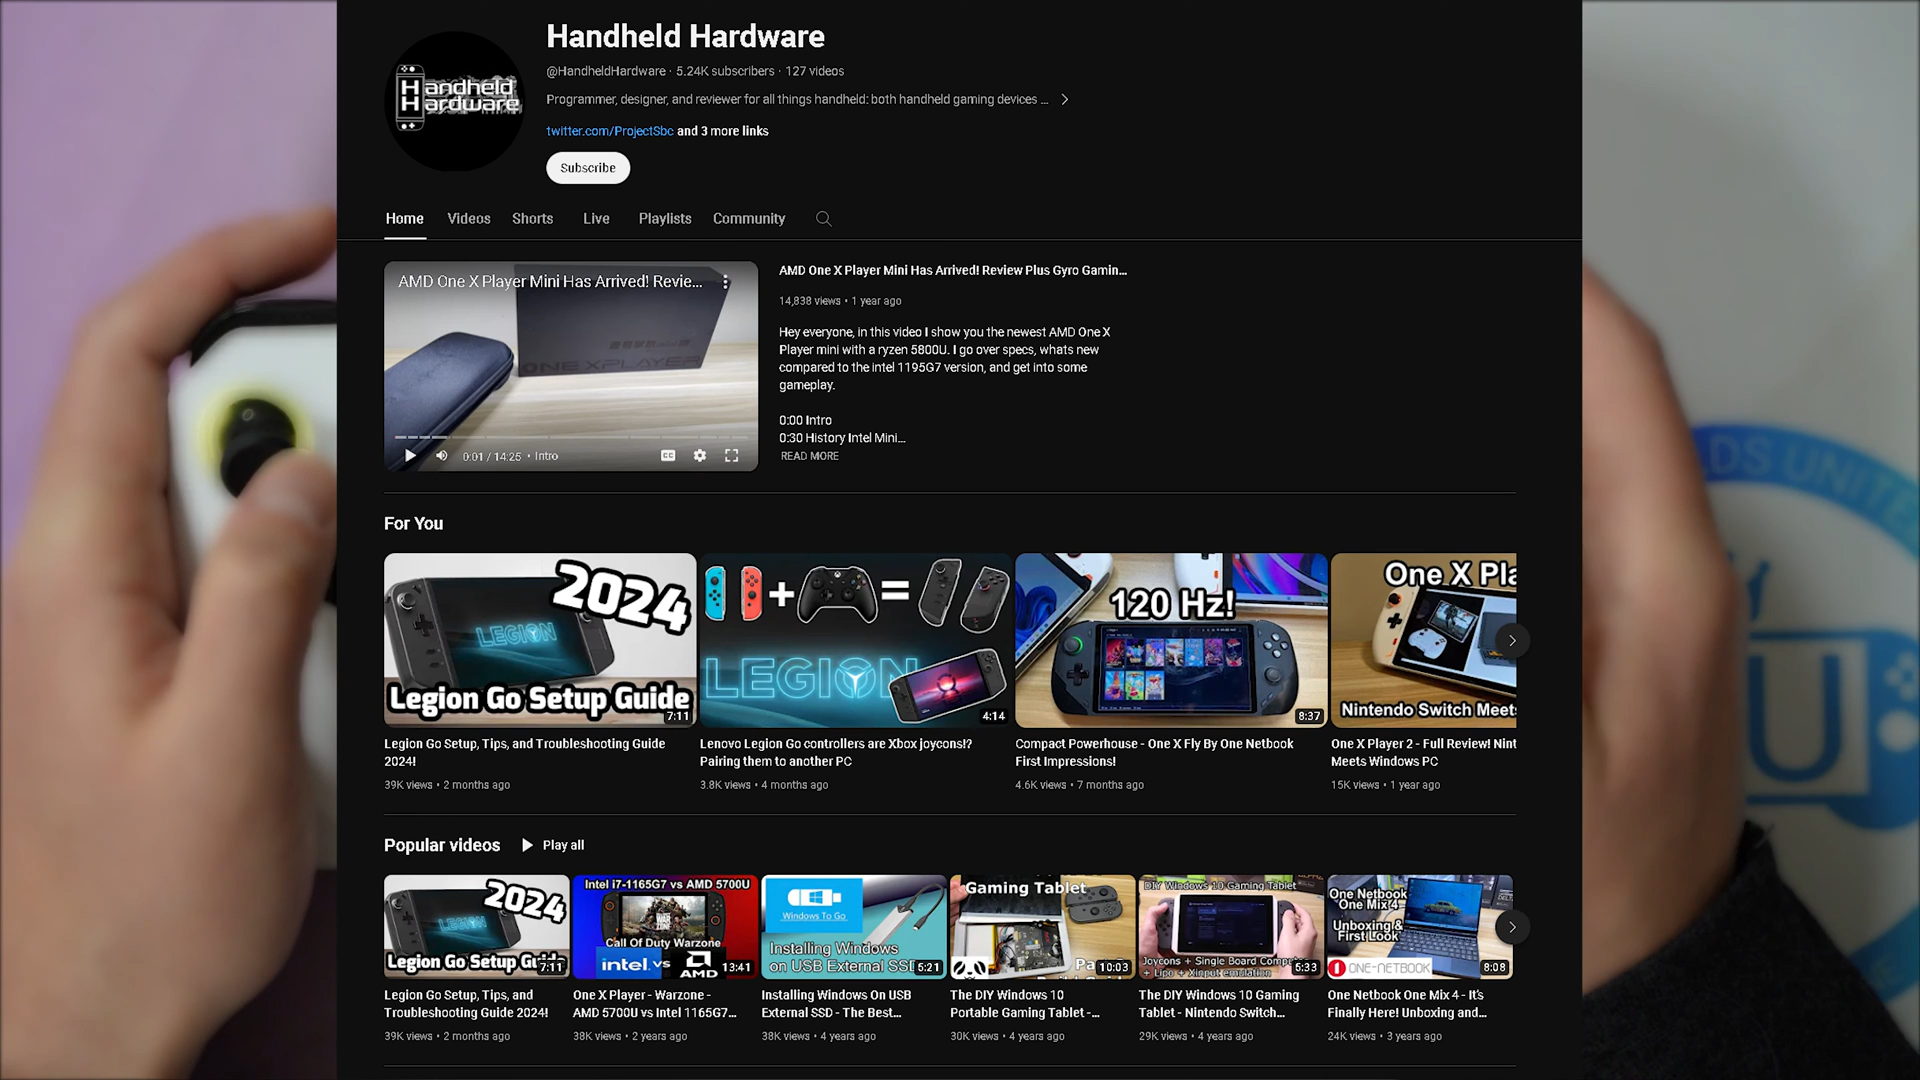 Handheld Hardware
Handheld
Hardware
@HandheldHardware · 5.24K subscribers · 127 videos
Programmer, designer, and reviewer for all things handheld: both handheld gaming devices ...
twitter.com/ProjectSbc and 3 more links
Subscribe
Home Videos Shorts Live Playlists Community
AMD One X Player Mini Has Arrived! Revie...
ONE XPLAYER
0:01 / 14:25 • Intro
CC
AMD One X Player Mini Has Arrived! Review Plus Gyro Gamin...
14,838 views • 1 year ago
Hey everyone, in this video I show you the newest AMD One X
Player mini with a ryzen 5800U. I go over specs, whats new
compared to the intel 1195G7 version, and get into some
gameplay.
0:00 Intro
0:30 History Intel Mini...
READ MORE
For You
2024
LEGION
Legion Go Setup Guide
7:11
Legion Go Setup, Tips, and Troubleshooting Guide
2024!
39K views • 2 months ago
+ =
LEGION
4:14
Lenovo Legion Go controllers are Xbox joycons!?
Pairing them to another PC
3.8K views • 4 months ago
120 Hz!
8:37
Compact Powerhouse - One X Fly By One Netbook
First Impressions!
4.6K views • 7 months ago
One X Pla
Nintendo Switch Meets
One X Player 2 - Full Review! Nint
Meets Windows PC
15K views • 1 year ago
Popular videos Play all
2024
LEGION
Legion Go Setup Gui
7:11
Legion Go Setup, Tips, and
Troubleshooting Guide 2024!
39K views • 2 months ago
Intel i7-1165G7 vs AMD 5700U
WARZONE
Call Of Duty Warzone
intel. vs AMD
13:41
One X Player - Warzone -
AMD 5700U vs Intel 1165G7...
38K views • 2 years ago
Windows To Go
Installing Windows
on USB External SSD
5:21
Installing Windows On USB
External SSD - The Best...
38K views • 4 years ago
Gaming Tablet
10:03
The DIY Windows 10
Portable Gaming Tablet -...
30K views • 4 years ago
DIY Windows 10 Gaming Tablet
Joycons + Single Board Compu
+ Lipo + Xinput emulation
5:33
The DIY Windows 10 Gaming
Tablet - Nintendo Switch...
29K views • 4 years ago
One Netbook
One Mix 4 -
Unboxing &
First Look
ONE-NETBOOK
8:08
One Netbook One Mix 4 - It's
Finally Here! Unboxing and...
24K views • 3 years ago
LDS UNITE
U